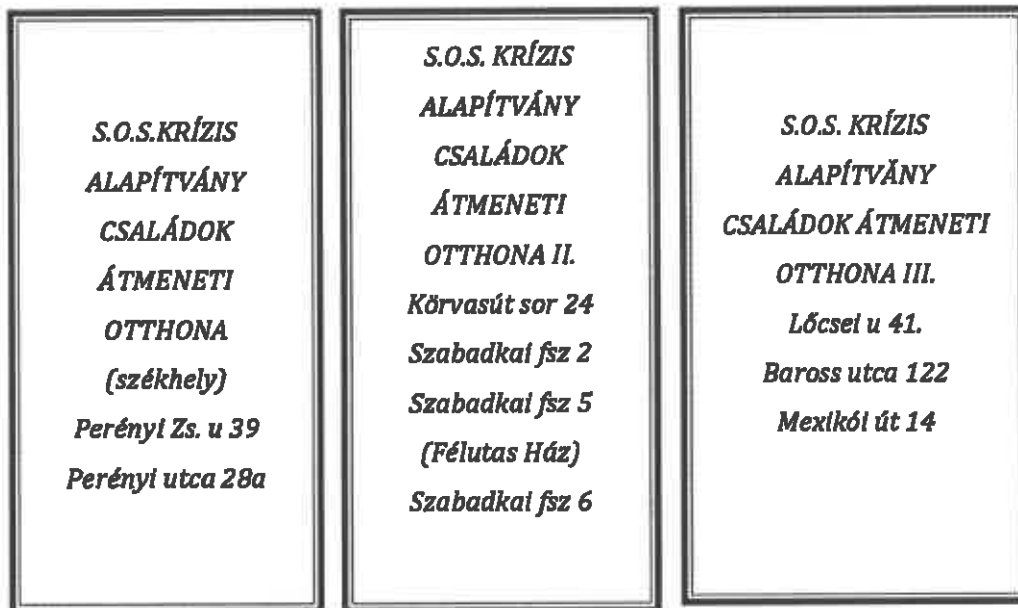 S.O.S.KRÍZIS
ALAPÍTVÁNY
CSALÁDOK
ÁTMENETI
OTTHONA
(székhely)
Perényi Zs. u 39
Perényi utca 28a
S.O.S. KRÍZIS
ALAPÍTVÁNY
CSALÁDOK
ÁTMENETI
OTTHONA II.
Körvasút sor 24
Szabadkai fsz 2
Szabadkai fsz 5
(Félutas Ház)
Szabadkai fsz 6
S.O.S. KRÍZIS
ALAPÍTVÁNY
CSALÁDOK ÁTMENETI
OTTHONA III.
Lőcsei u 41.
Baross utca 122
Mexikói út 14